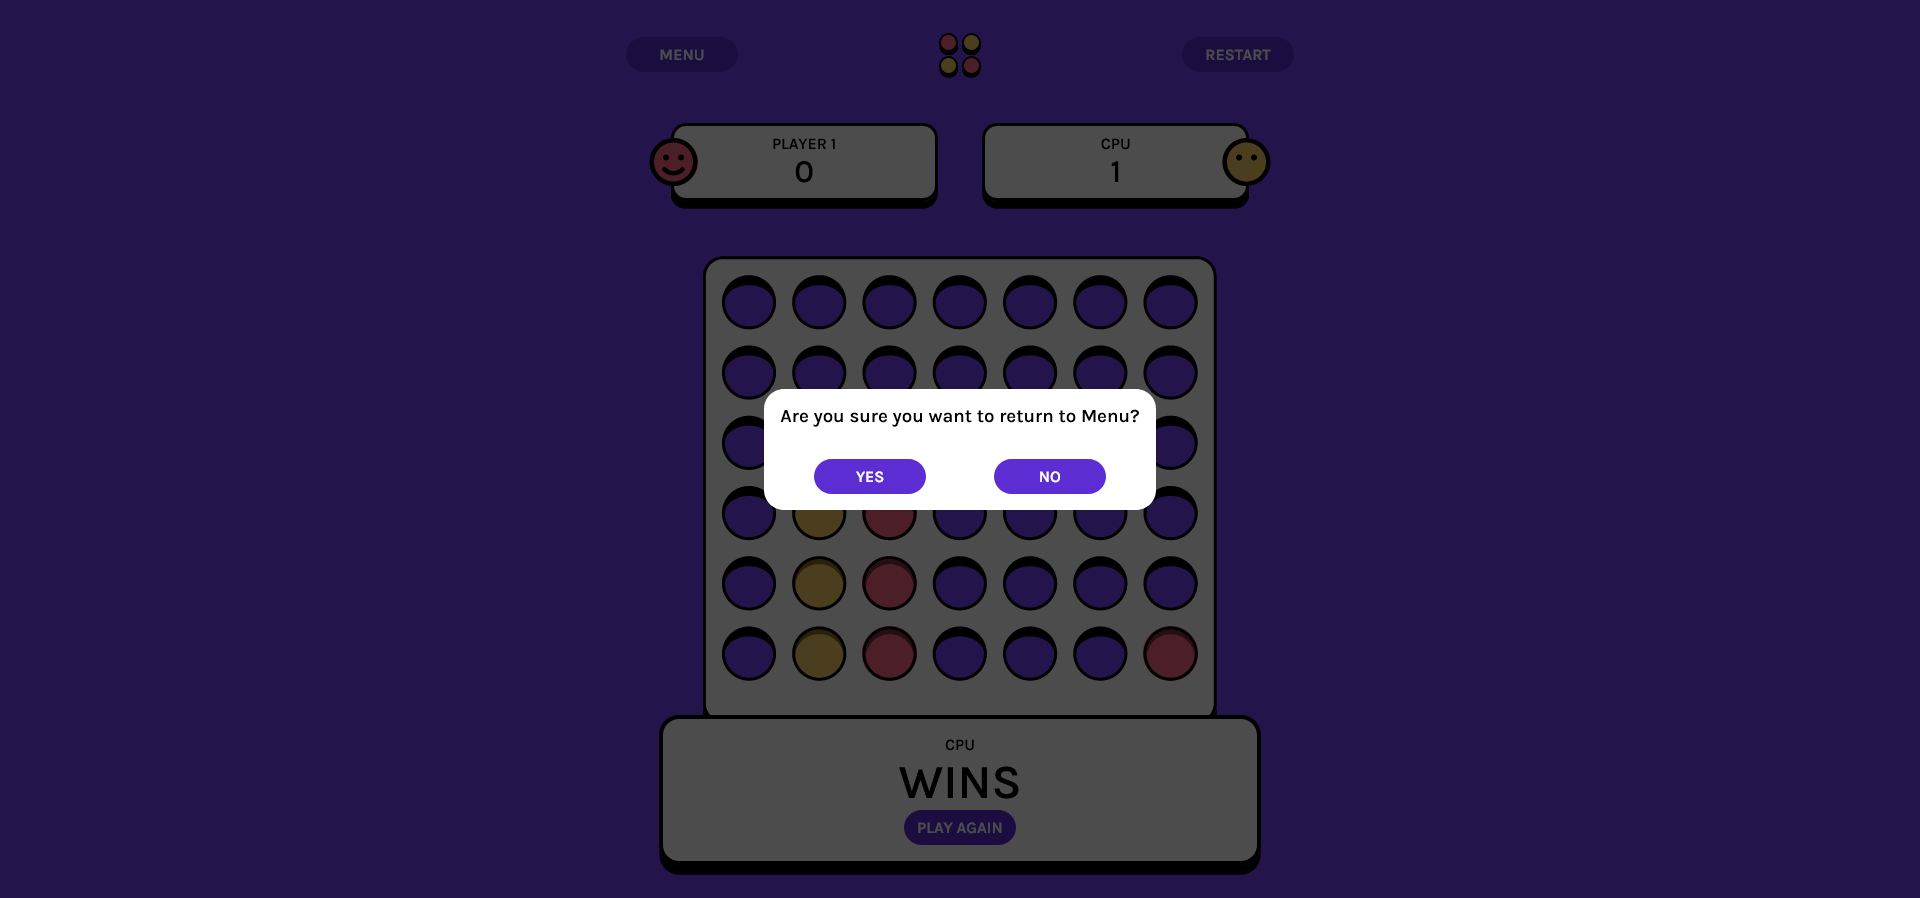 MENU
RESTART
PLAYER 1
0
CPU
1
Are you sure you want to return to Menu?
YES
NO
CPU
WINS
PLAY AGAIN